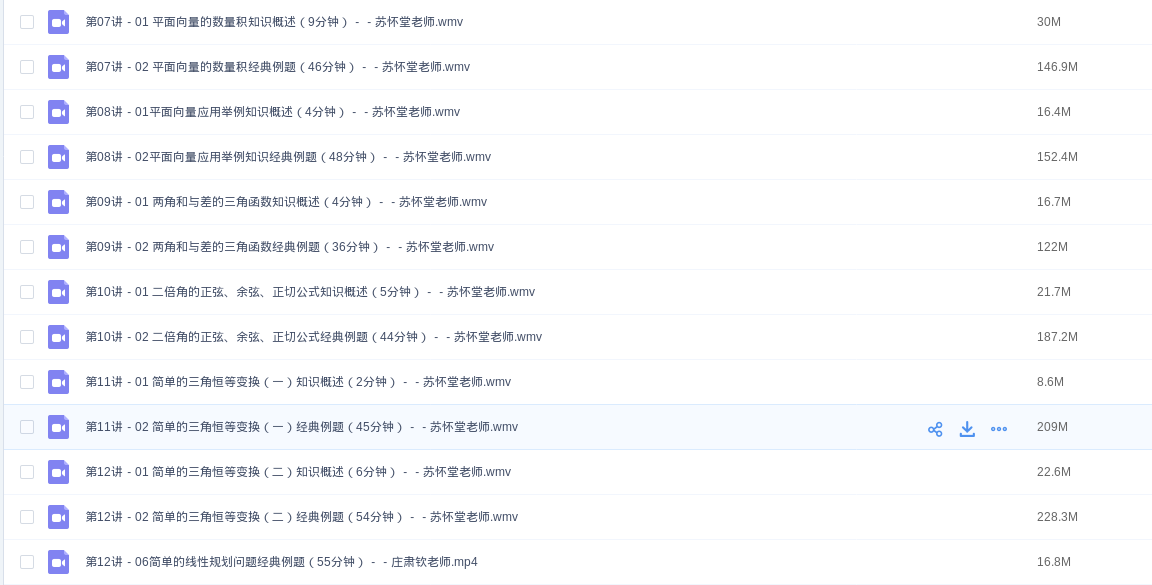 第07讲 - 01 平面向量的数量积知识概述（9分钟） - - 苏怀堂老师.wmv 30M
第07讲 - 02 平面向量的数量积经典例题（46分钟） - - 苏怀堂老师.wmv 146.9M
第08讲 - 01平面向量应用举例知识概述（4分钟） - - 苏怀堂老师.wmv 16.4M
第08讲 - 02平面向量应用举例知识经典例题（48分钟） - - 苏怀堂老师.wmv 152.4M
第09讲 - 01 两角和与差的三角函数知识概述（4分钟） - - 苏怀堂老师.wmv 16.7M
第09讲 - 02 两角和与差的三角函数经典例题（36分钟） - - 苏怀堂老师.wmv 122M
第10讲 - 01 二倍角的正弦、余弦、正切公式知识概述（5分钟） - - 苏怀堂老师.wmv 21.7M
第10讲 - 02 二倍角的正弦、余弦、正切公式经典例题（44分钟） - - 苏怀堂老师.wmv 187.2M
第11讲 - 01 简单的三角恒等变换（一）知识概述（2分钟） - - 苏怀堂老师.wmv 8.6M
第11讲 - 02 简单的三角恒等变换（一）经典例题（45分钟） - - 苏怀堂老师.wmv 209M
第12讲 - 01 简单的三角恒等变换（二）知识概述（6分钟） - - 苏怀堂老师.wmv 22.6M
第12讲 - 02 简单的三角恒等变换（二）经典例题（54分钟） - - 苏怀堂老师.wmv 228.3M
第12讲 - 06简单的线性规划问题经典例题（55分钟） - - 庄肃钦老师.mp4 16.8M